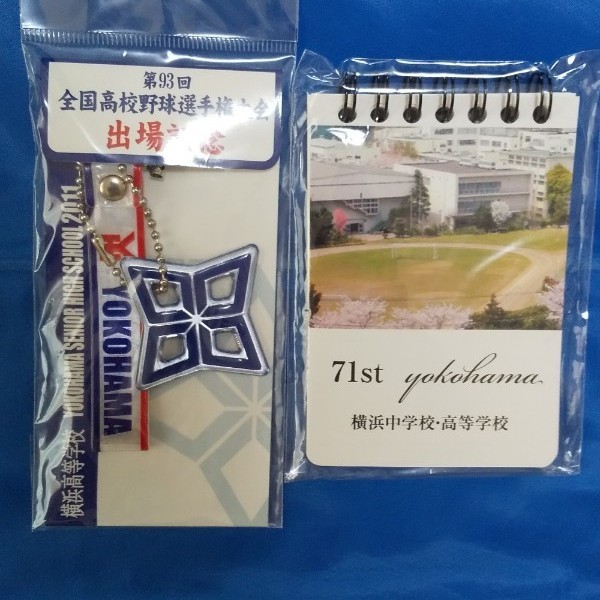 第93回
全国高校野球選手権大会
出場記念
横浜高等学校 YOKOHAMA SENIOR HIGH SCHOOL 2011
YOKOHAMA
71st yokohama
横浜中学校・高等学校